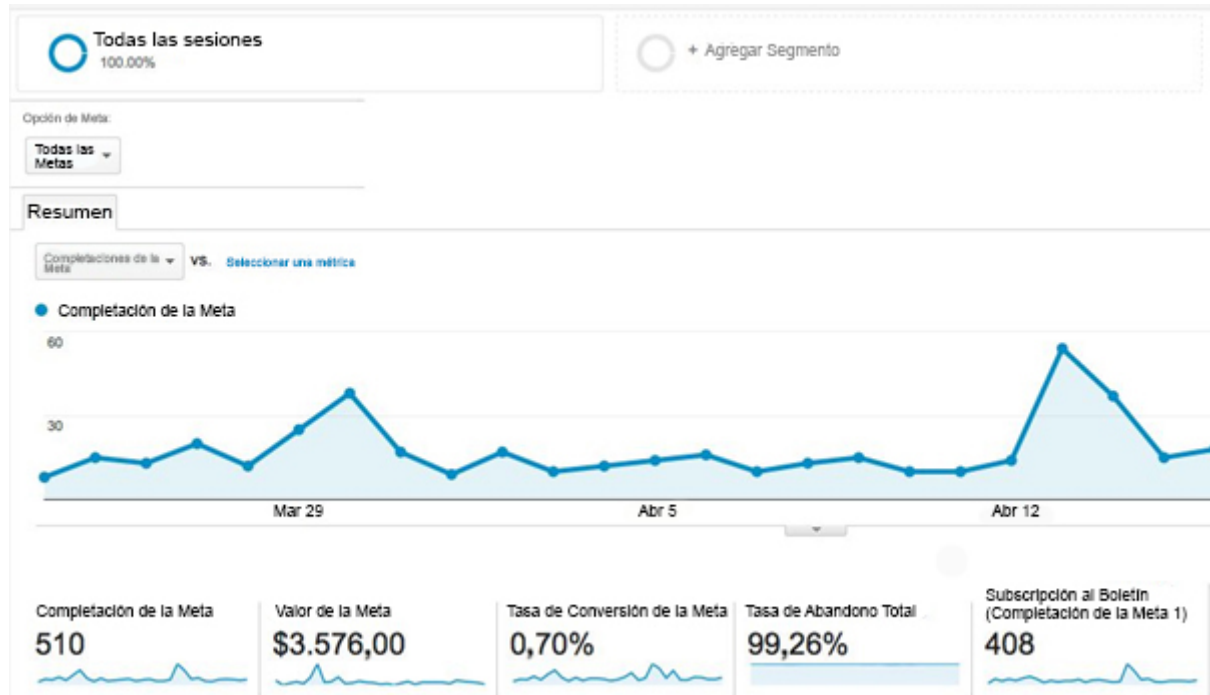 Todas las sesiones
100.00%
+ Agregar Segmento
Opción de Meta:
Todas las
Metas
Resumen
Completaciones de la
Meta
VS.
Seleccionar una métrica
Completación de la Meta
60
30
Mar 29
Abr 5
Abr 12
Completación de la Meta
510
Valor de la Meta
$3.576,00
Tasa de Conversión de la Meta
0,70%
Tasa de Abandono Total
99,26%
Subscripción al Boletín
(Completación de la Meta 1)
408